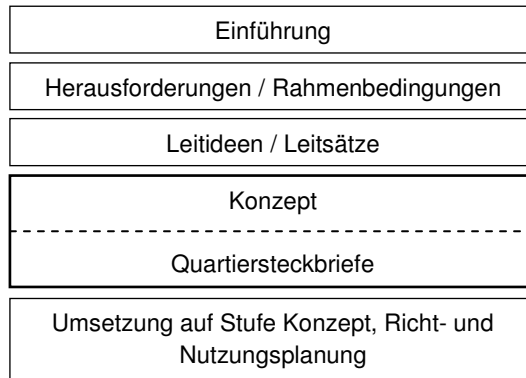 Einführung
Herausforderungen / Rahmenbedingungen
Leitideen / Leitsätze
Konzept
Quartiersteckbriefe
Umsetzung auf Stufe Konzept, Richt- und
Nutzungsplanung